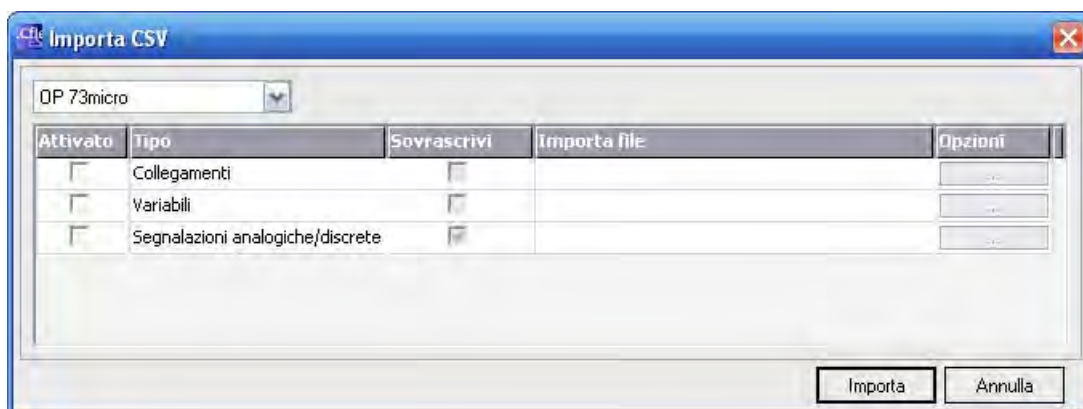 Importa CSV
OP 73micro
Attivato Tipo Sovrascrivi Importa file Opzioni
Collegamenti ...
Variabili ...
Segnalazioni analogiche/discrete ...
Importa Annulla